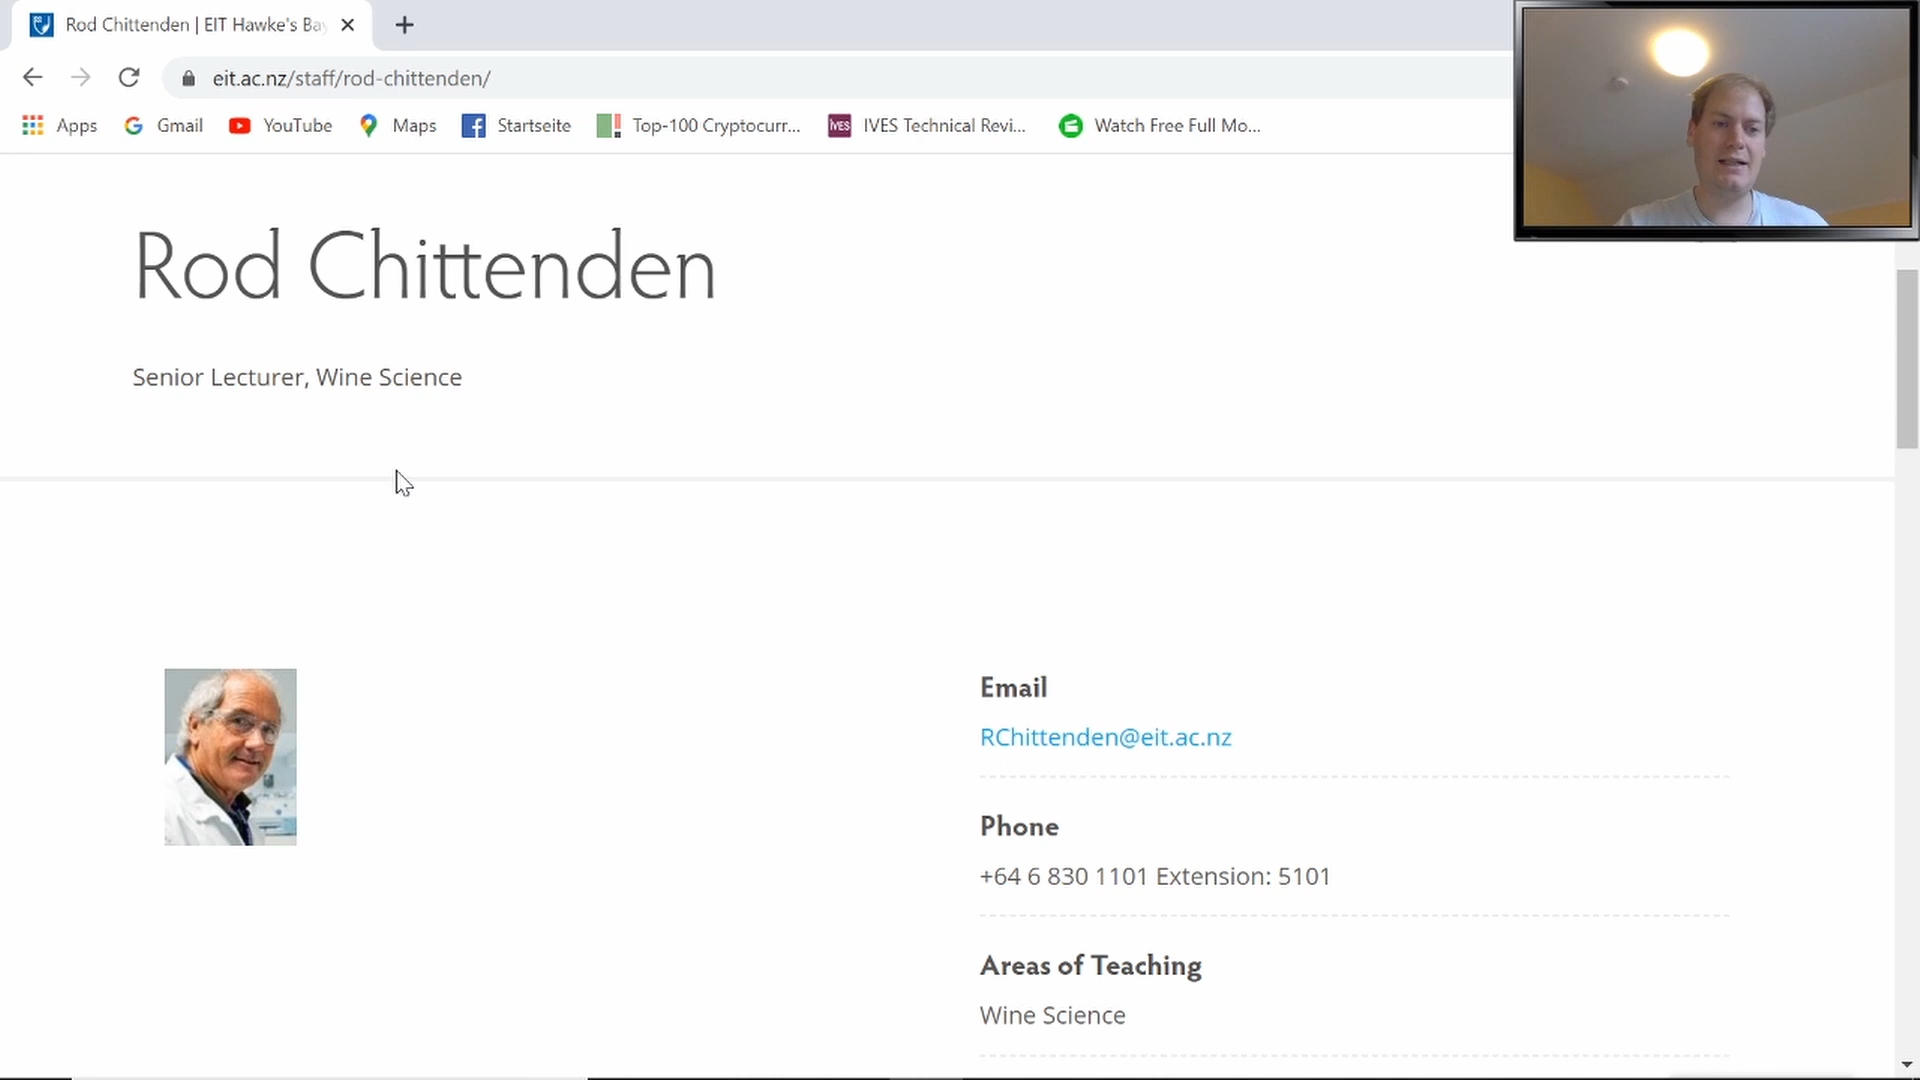 Rod Chittenden | EIT Hawke's Ba
eit.ac.nz/staff/rod-chittenden/
Apps Gmail YouTube Maps Startseite Top-100 Cryptocurr... IVES IVES Technical Revi... Watch Free Full Mo...
Rod Chittenden
Senior Lecturer, Wine Science
Email
RChittenden@eit.ac.nz
Phone
+64 6 830 1101 Extension: 5101
Areas of Teaching
Wine Science